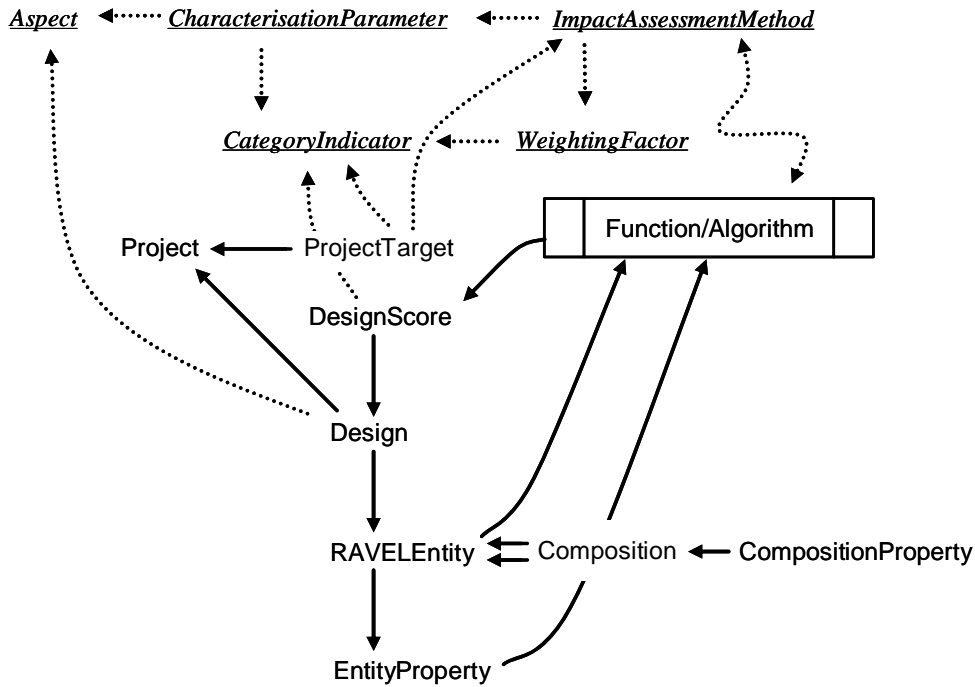 Aspect
CharacterisationParameter
ImpactAssessmentMethod
CategoryIndicator
WeightingFactor
Function/Algorithm
Project
ProjectTarget
DesignScore
Design
RAVELEntity
Composition
CompositionProperty
EntityProperty